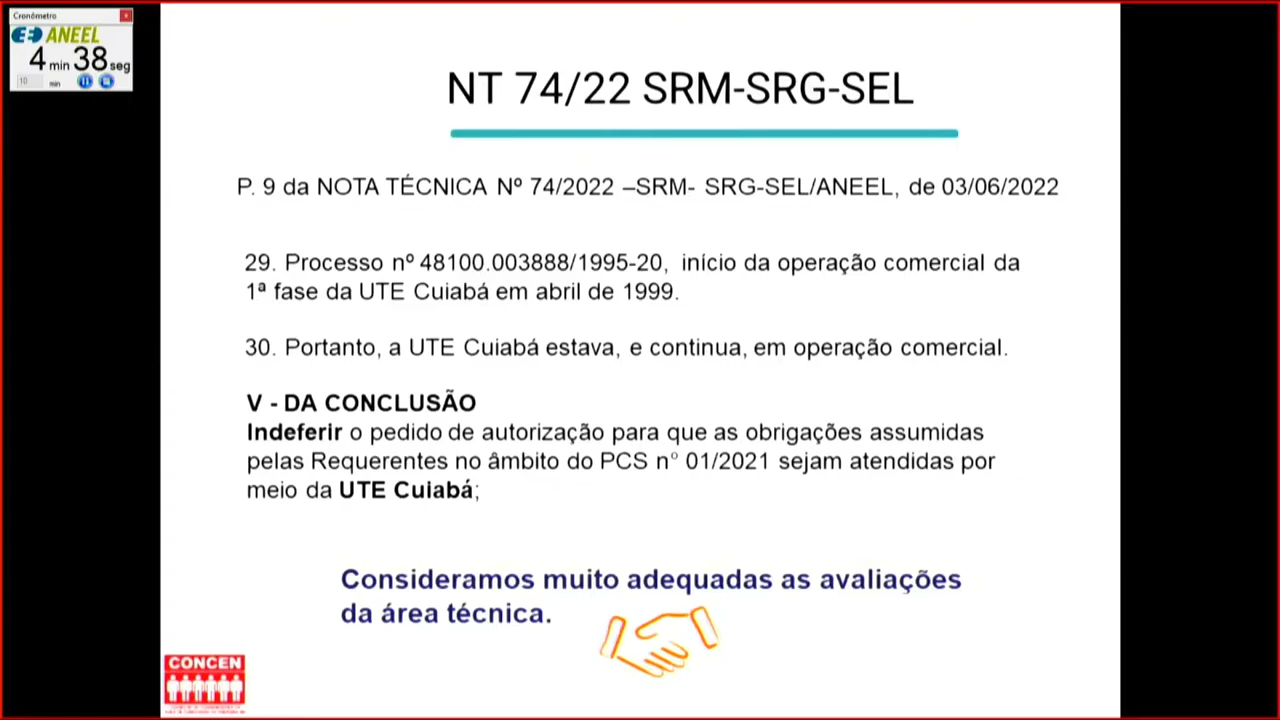 Cronômetro
ANEEL
4 min 38 seg
10 min
NT 74/22 SRM-SRG-SEL
P. 9 da NOTA TÉCNICA Nº 74/2022 –SRM- SRG-SEL/ANEEL, de 03/06/2022
29. Processo nº 48100.003888/1995-20, início da operação comercial da
1ª fase da UTE Cuiabá em abril de 1999.
30. Portanto, a UTE Cuiabá estava, e continua, em operação comercial.
V - DA CONCLUSÃO
Indeferir o pedido de autorização para que as obrigações assumidas
pelas Requerentes no âmbito do PCS n° 01/2021 sejam atendidas por
meio da UTE Cuiabá;
Consideramos muito adequadas as avaliações
da área técnica.
CONCEN